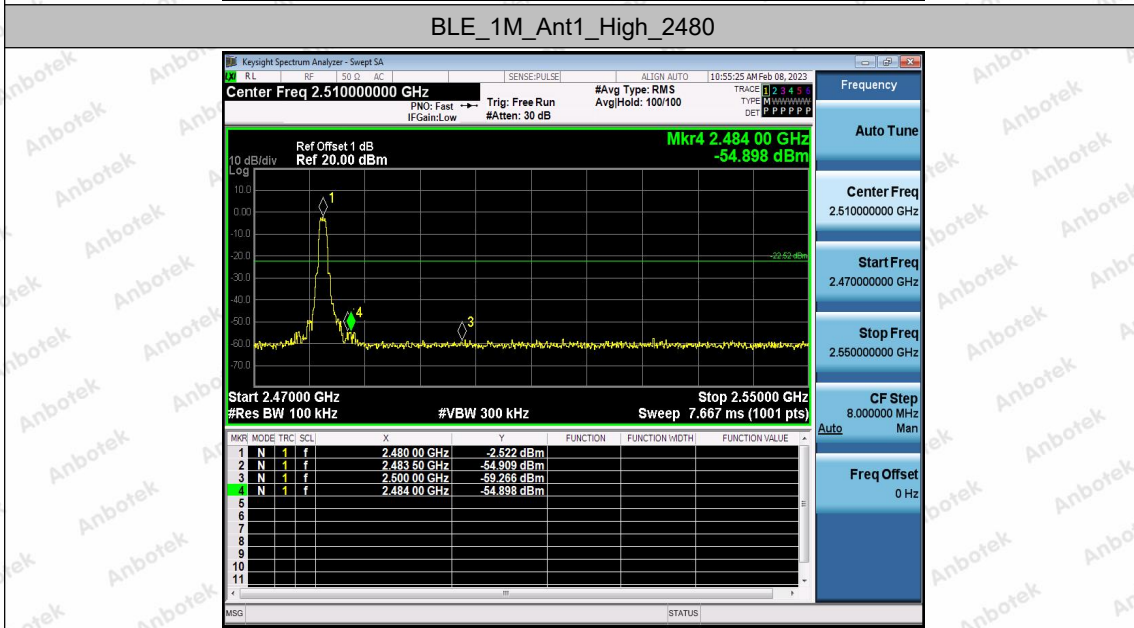 BLE_1M_Ant1_High_2480
Keysight Spectrum Analyzer - Swept SA
LXI RL RF 50 Ω AC SENSE:PULSE ALIGN AUTO 10:55:25 AM Feb 08, 2023
Center Freq 2.510000000 GHz
PNO: Fast
IFGain:Low
Trig: Free Run
#Atten: 30 dB
#Avg Type: RMS
Avg|Hold: 100/100
TRACE 1 2 3 4 5 6
TYPE M W W W W W
DET P P P P P P
Mkr4 2.484 00 GHz
-54.898 dBm
Ref Offset 1 dB
10 dB/div Ref 20.00 dBm
Log
10.0
0.00
-10.0
-20.0
-30.0
-40.0
-50.0
-60.0
-70.0
-22.52 dBm
1
4
3
Start 2.47000 GHz Stop 2.55000 GHz
#Res BW 100 kHz #VBW 300 kHz Sweep 7.667 ms (1001 pts)
MKR MODE TRC SCL X Y FUNCTION FUNCTION WIDTH FUNCTION VALUE
1 N 1 f 2.480 00 GHz -2.522 dBm
2 N 1 f 2.483 50 GHz -54.909 dBm
3 N 1 f 2.500 00 GHz -59.266 dBm
4 N 1 f 2.484 00 GHz -54.898 dBm
5
6
7
8
9
10
11
MSG STATUS
Frequency
Auto Tune
Center Freq
2.510000000 GHz
Start Freq
2.470000000 GHz
Stop Freq
2.550000000 GHz
CF Step
8.000000 MHz
Auto Man
Freq Offset
0 Hz
Anbotek